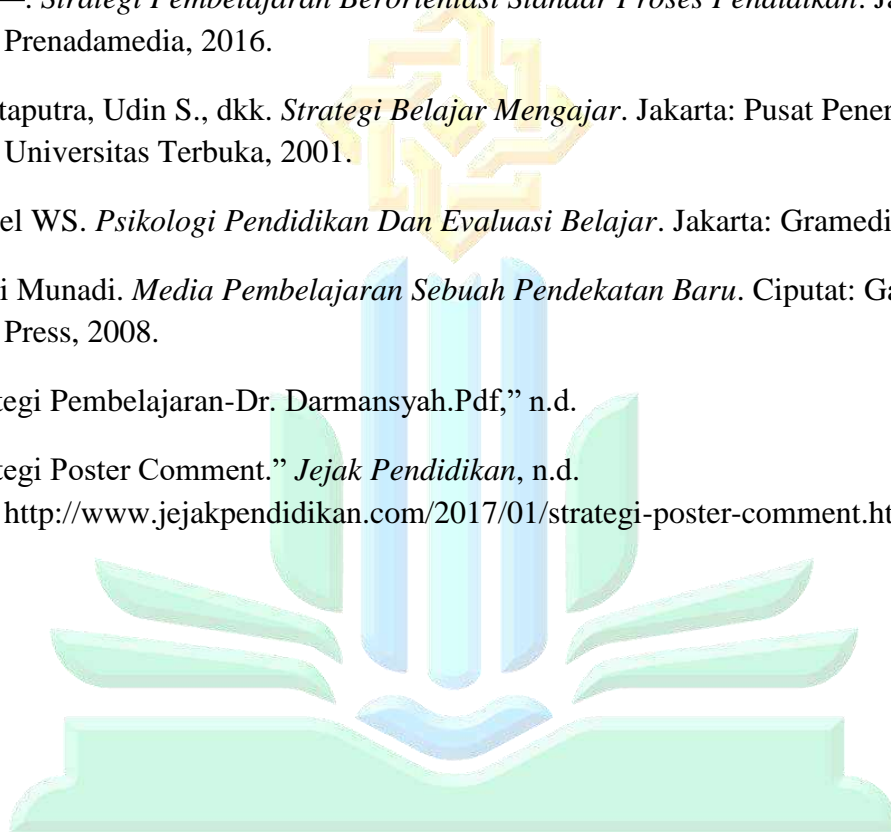 —. Strategi Pembelajaran Berorientasi Standar Proses Pendidikan. Ja
Prenadamedia, 2016.
taputra, Udin S., dkk. Strategi Belajar Mengajar. Jakarta: Pusat Pener
Universitas Terbuka, 2001.
el WS. Psikologi Pendidikan Dan Evaluasi Belajar. Jakarta: Gramedi
i Munadi. Media Pembelajaran Sebuah Pendekatan Baru. Ciputat: Ga
Press, 2008.
tegi Pembelajaran-Dr. Darmansyah.Pdf,” n.d.
tegi Poster Comment.” Jejak Pendidikan, n.d.
http://www.jejakpendidikan.com/2017/01/strategi-poster-comment.ht